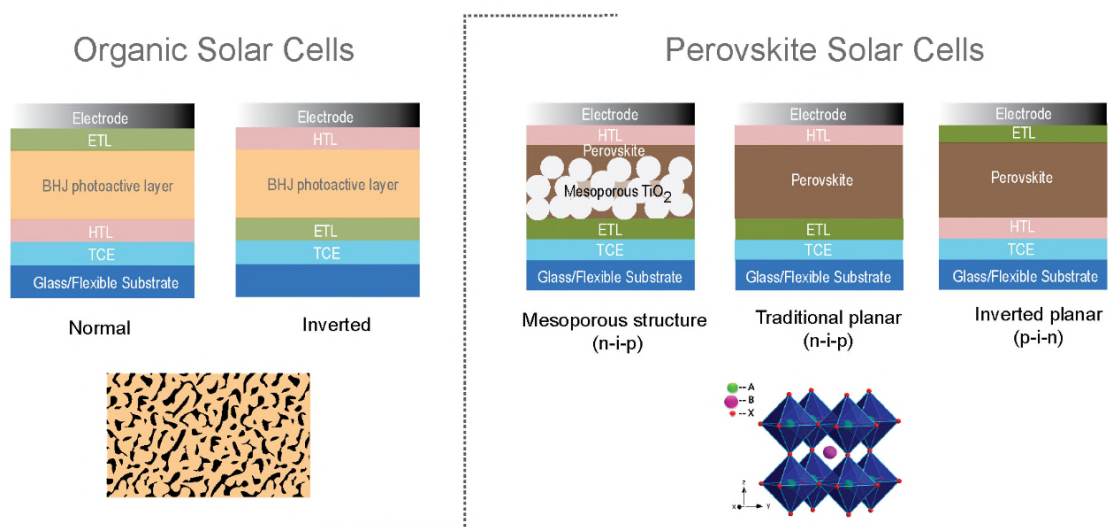 Organic Solar Cells
Electrode
ETL
BHJ photoactive layer
HTL
TCE
Glass/Flexible Substrate
Normal
Electrode
HTL
BHJ photoactive layer
ETL
TCE
Inverted
Perovskite Solar Cells
Electrode
HTL
Perovskite
Mesoporous TiO2
ETL
TCE
Glass/Flexible Substrate
Mesoporous structure
(n-i-p)
Electrode
HTL
Perovskite
ETL
TCE
Glass/Flexible Substrate
Traditional planar
(n-i-p)
Electrode
ETL
Perovskite
HTL
TCE
Glass/Flexible Substrate
Inverted planar
(p-i-n)
-- A
-- B
-- X
Z
X
Y